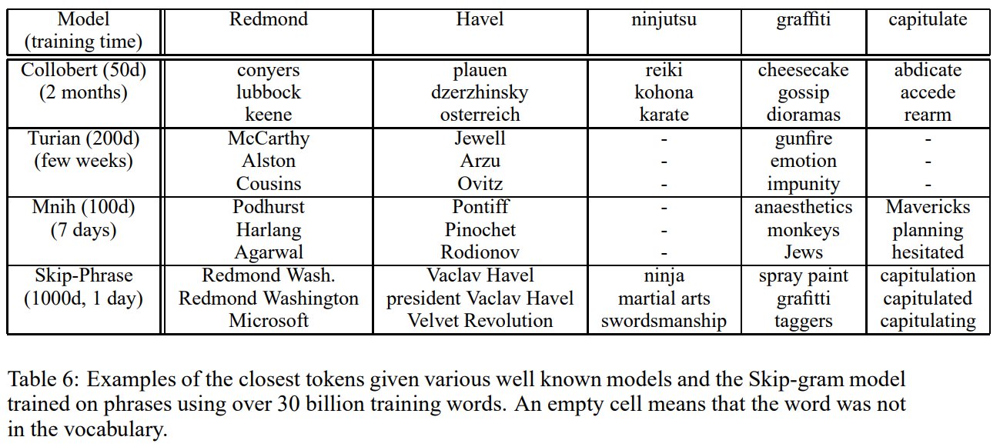 Model Redmond Havel ninjutsu graffiti capitulate
(training time)
Collobert (50d) conyers plauen reiki cheesecake abdicate
(2 months) lubbock dzerzhinsky kohona gossip accede
keene osterreich karate dioramas rearm
Turian (200d) McCarthy Jewell - gunfire -
(few weeks) Alston Arzu - emotion -
Cousins Ovitz - impunity -
Mnih (100d) Podhurst Pontiff - anaesthetics Mavericks
(7 days) Harlang Pinochet - monkeys planning
Agarwal Rodionov - Jews hesitated
Skip-Phrase Redmond Wash. Vaclav Havel ninja spray paint capitulation
(1000d, 1 day) Redmond Washington president Vaclav Havel martial arts grafitti capitulated
Microsoft Velvet Revolution swordsmanship taggers capitulating
Table 6: Examples of the closest tokens given various well known models and the Skip-gram model
trained on phrases using over 30 billion training words. An empty cell means that the word was not
in the vocabulary.